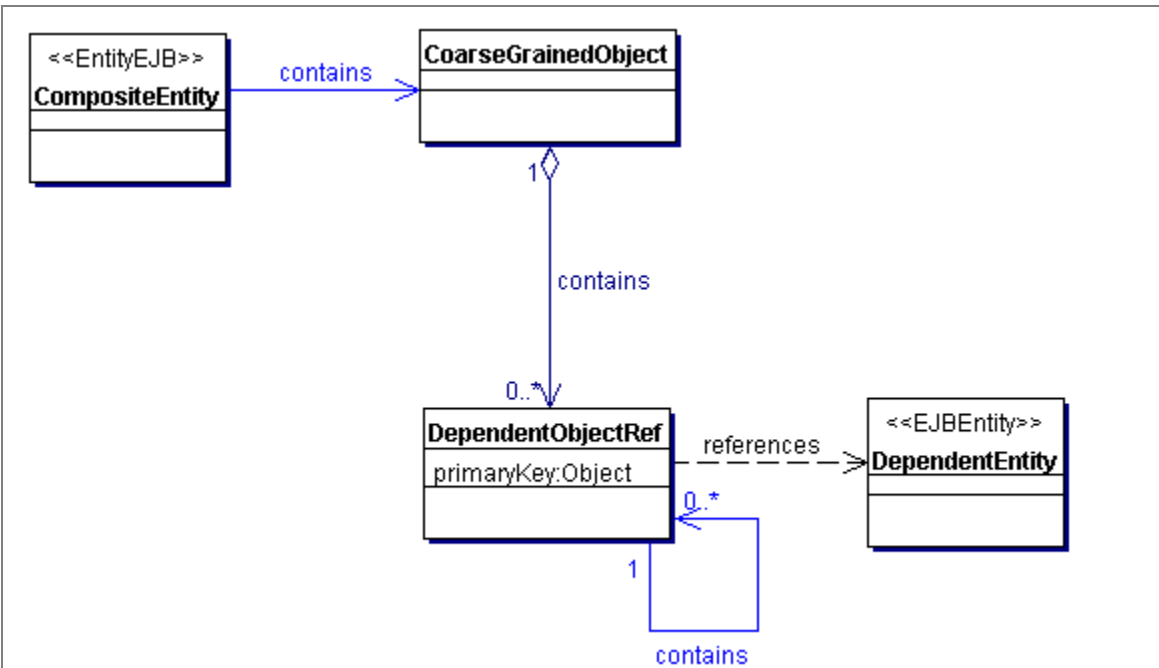 <<EntityEJB>>
CompositeEntity
contains
CoarseGrainedObject
1
contains
0..*
DependentObjectRef
primaryKey:Object
references
<<EJBEntity>>
DependentEntity
0..*
1
contains